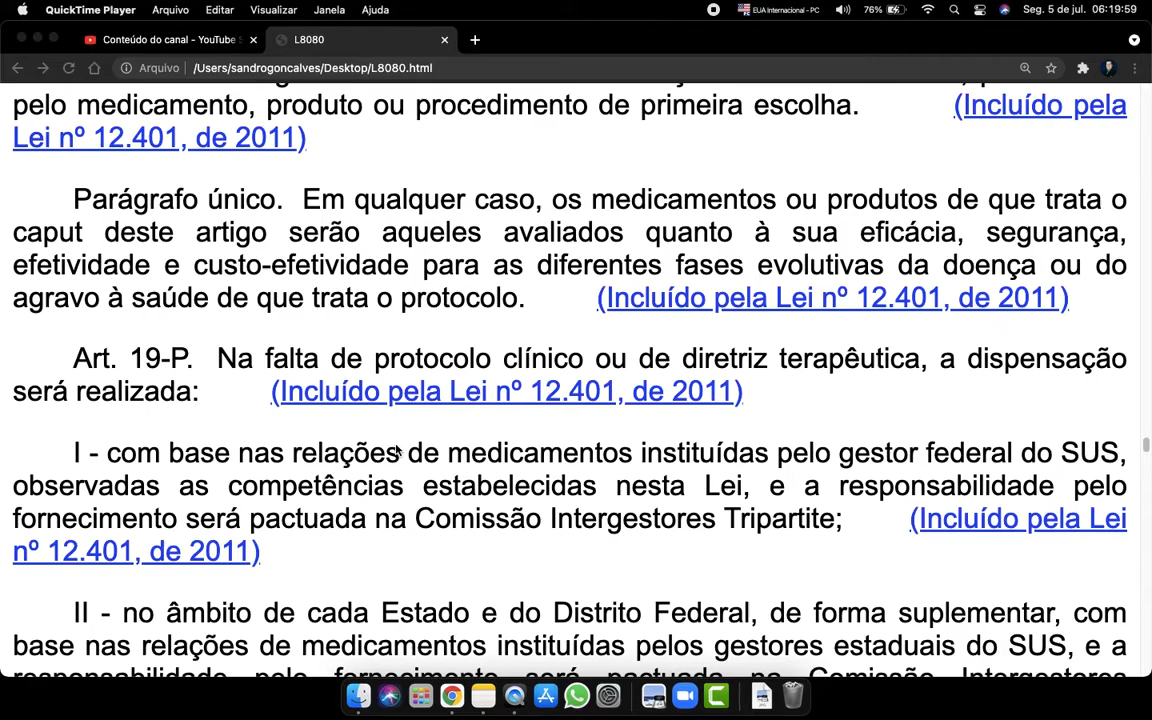 QuickTime Player Arquivo Editar Visualizar Janela Ajuda EUA Internacional - PC 76% Seg. 5 de jul. 06:19:59
Conteúdo do canal - YouTube L8080
Arquivo /Users/sandrogoncalves/Desktop/L8080.html
pelo medicamento, produto ou procedimento de primeira escolha. (Incluído pela
Lei nº 12.401, de 2011)
Parágrafo único. Em qualquer caso, os medicamentos ou produtos de que trata o
caput deste artigo serão aqueles avaliados quanto à sua eficácia, segurança,
efetividade e custo-efetividade para as diferentes fases evolutivas da doença ou do
agravo à saúde de que trata o protocolo. (Incluído pela Lei nº 12.401, de 2011)
Art. 19-P. Na falta de protocolo clínico ou de diretriz terapêutica, a dispensação
será realizada: (Incluído pela Lei nº 12.401, de 2011)
I - com base nas relações de medicamentos instituídas pelo gestor federal do SUS,
observadas as competências estabelecidas nesta Lei, e a responsabilidade pelo
fornecimento será pactuada na Comissão Intergestores Tripartite; (Incluído pela Lei
nº 12.401, de 2011)
II - no âmbito de cada Estado e do Distrito Federal, de forma suplementar, com
base nas relações de medicamentos instituídas pelos gestores estaduais do SUS, e a
responsabilidade pelo fornecimento será pactuada na Comissão Intergestores